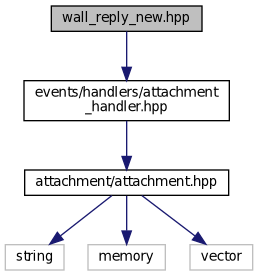 wall_reply_new.hpp
events/handlers/attachment
_handler.hpp
attachment/attachment.hpp
string
memory
vector